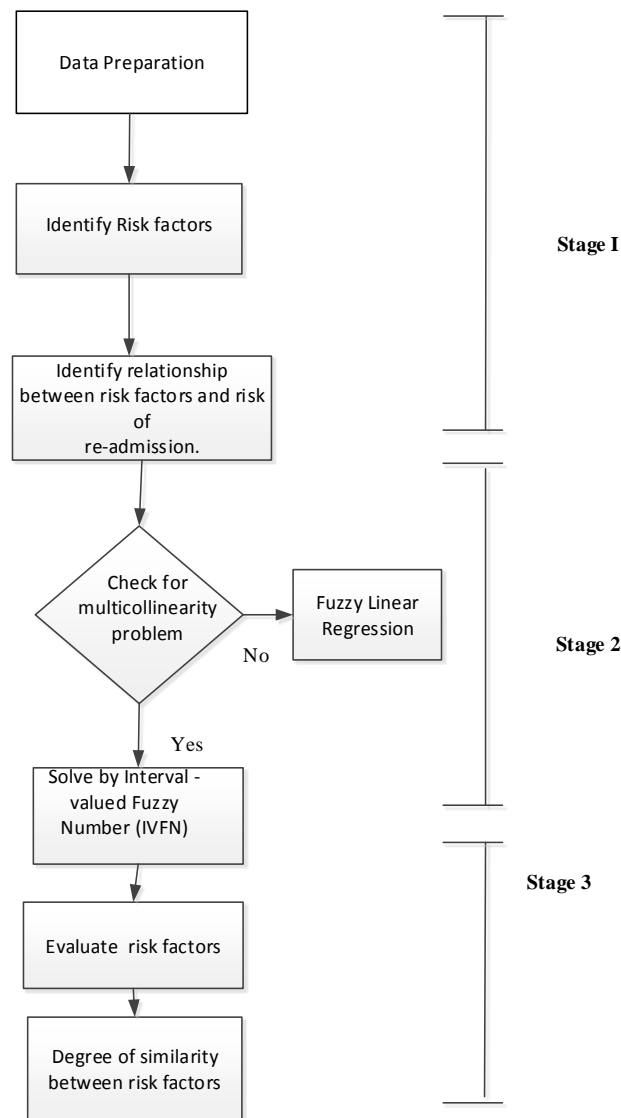 Data Preparation
Identify Risk factors
Stage I
Identify relationship
between risk factors and risk
of
re-admission.
Check for
multicollinearity
problem
Fuzzy Linear
Regression
No
Stage 2
Yes
Solve by Interval -
valued Fuzzy
Number (IVFN)
Stage 3
Evaluate risk factors
Degree of similarity
between risk factors